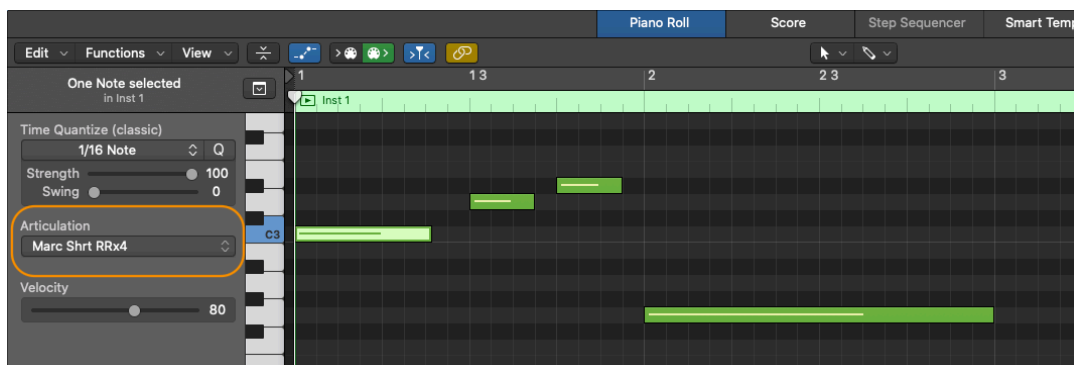 Piano Roll Score Step Sequencer Smart Temp
Edit Functions View
One Note selected
in Inst 1
1 1 3 2 2 3 3
Inst 1
Time Quantize (classic)
1/16 Note Q
Strength 100
Swing 0
Articulation
Marc Shrt RRx4
C3
Velocity
80